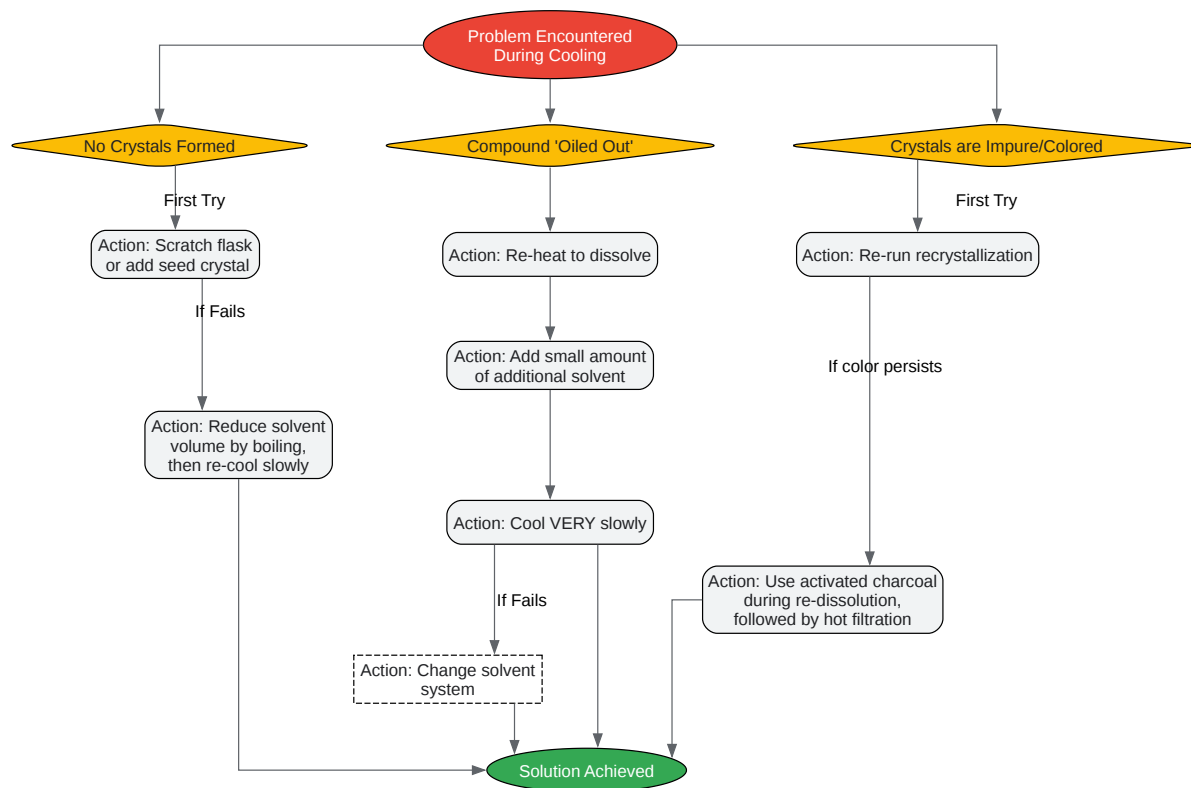 Problem Encountered
During Cooling
No Crystals Formed
Compound 'Oiled Out'
Crystals are Impure/Colored
First Try
First Try
Action: Scratch flask
or add seed crystal
Action: Re-heat to dissolve
Action: Re-run recrystallization
If Fails
Action: Add small amount
of additional solvent
If color persists
Action: Reduce solvent
volume by boiling,
then re-cool slowly
Action: Cool VERY slowly
Action: Use activated charcoal
during re-dissolution,
followed by hot filtration
If Fails
Action: Change solvent
system
Solution Achieved